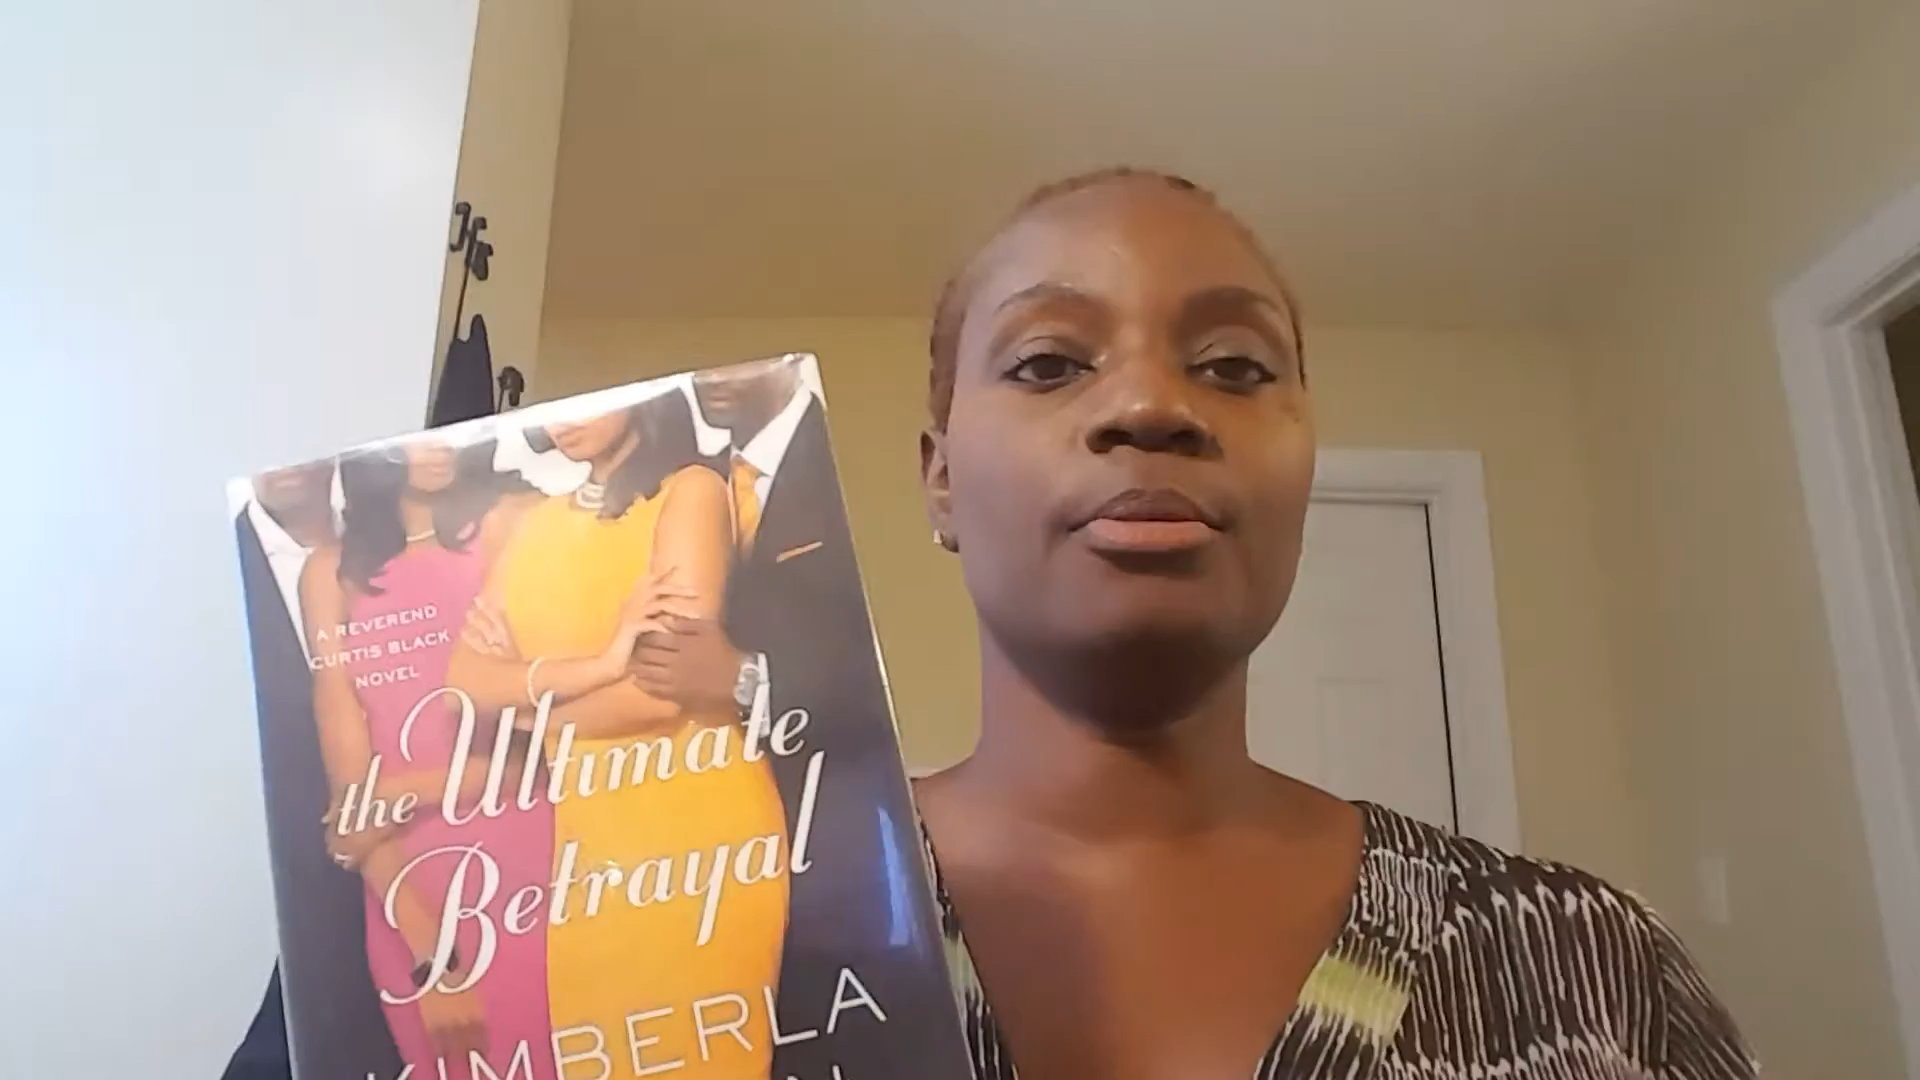 A REVEREND
CURTIS BLACK
NOVEL
the Ultimate
Betrayal
KIMBERLA